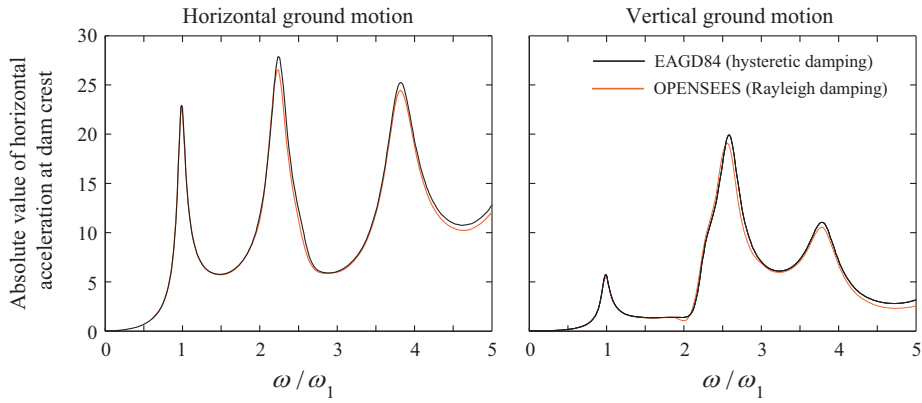 Horizontal ground motion
Vertical ground motion
Absolute value of horizontal
acceleration at dam crest
30
25
20
15
10
5
0
0 1 2 3 4 5
ω / ω1
EAGD84 (hysteretic damping)
OPENSEES (Rayleigh damping)
0 1 2 3 4 5
ω / ω1